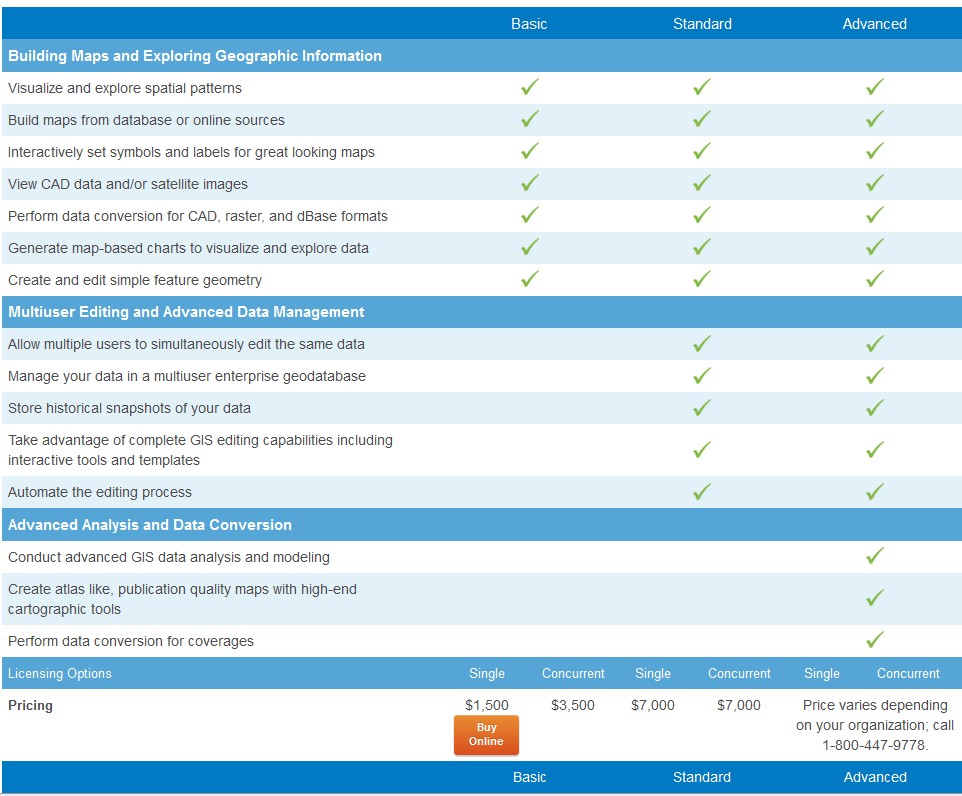 Basic Standard Advanced
Building Maps and Exploring Geographic Information
Visualize and explore spatial patterns
Build maps from database or online sources
Interactively set symbols and labels for great looking maps
View CAD data and/or satellite images
Perform data conversion for CAD, raster, and dBase formats
Generate map-based charts to visualize and explore data
Create and edit simple feature geometry
Multiuser Editing and Advanced Data Management
Allow multiple users to simultaneously edit the same data
Manage your data in a multiuser enterprise geodatabase
Store historical snapshots of your data
Take advantage of complete GIS editing capabilities including
interactive tools and templates
Automate the editing process
Advanced Analysis and Data Conversion
Conduct advanced GIS data analysis and modeling
Create atlas like, publication quality maps with high-end
cartographic tools
Perform data conversion for coverages
Licensing Options Single Concurrent Single Concurrent Single Concurrent
Pricing $1,500 $3,500 $7,000 $7,000 Price varies depending
on your organization; call
1-800-447-9778.
Buy
Online
Basic Standard Advanced